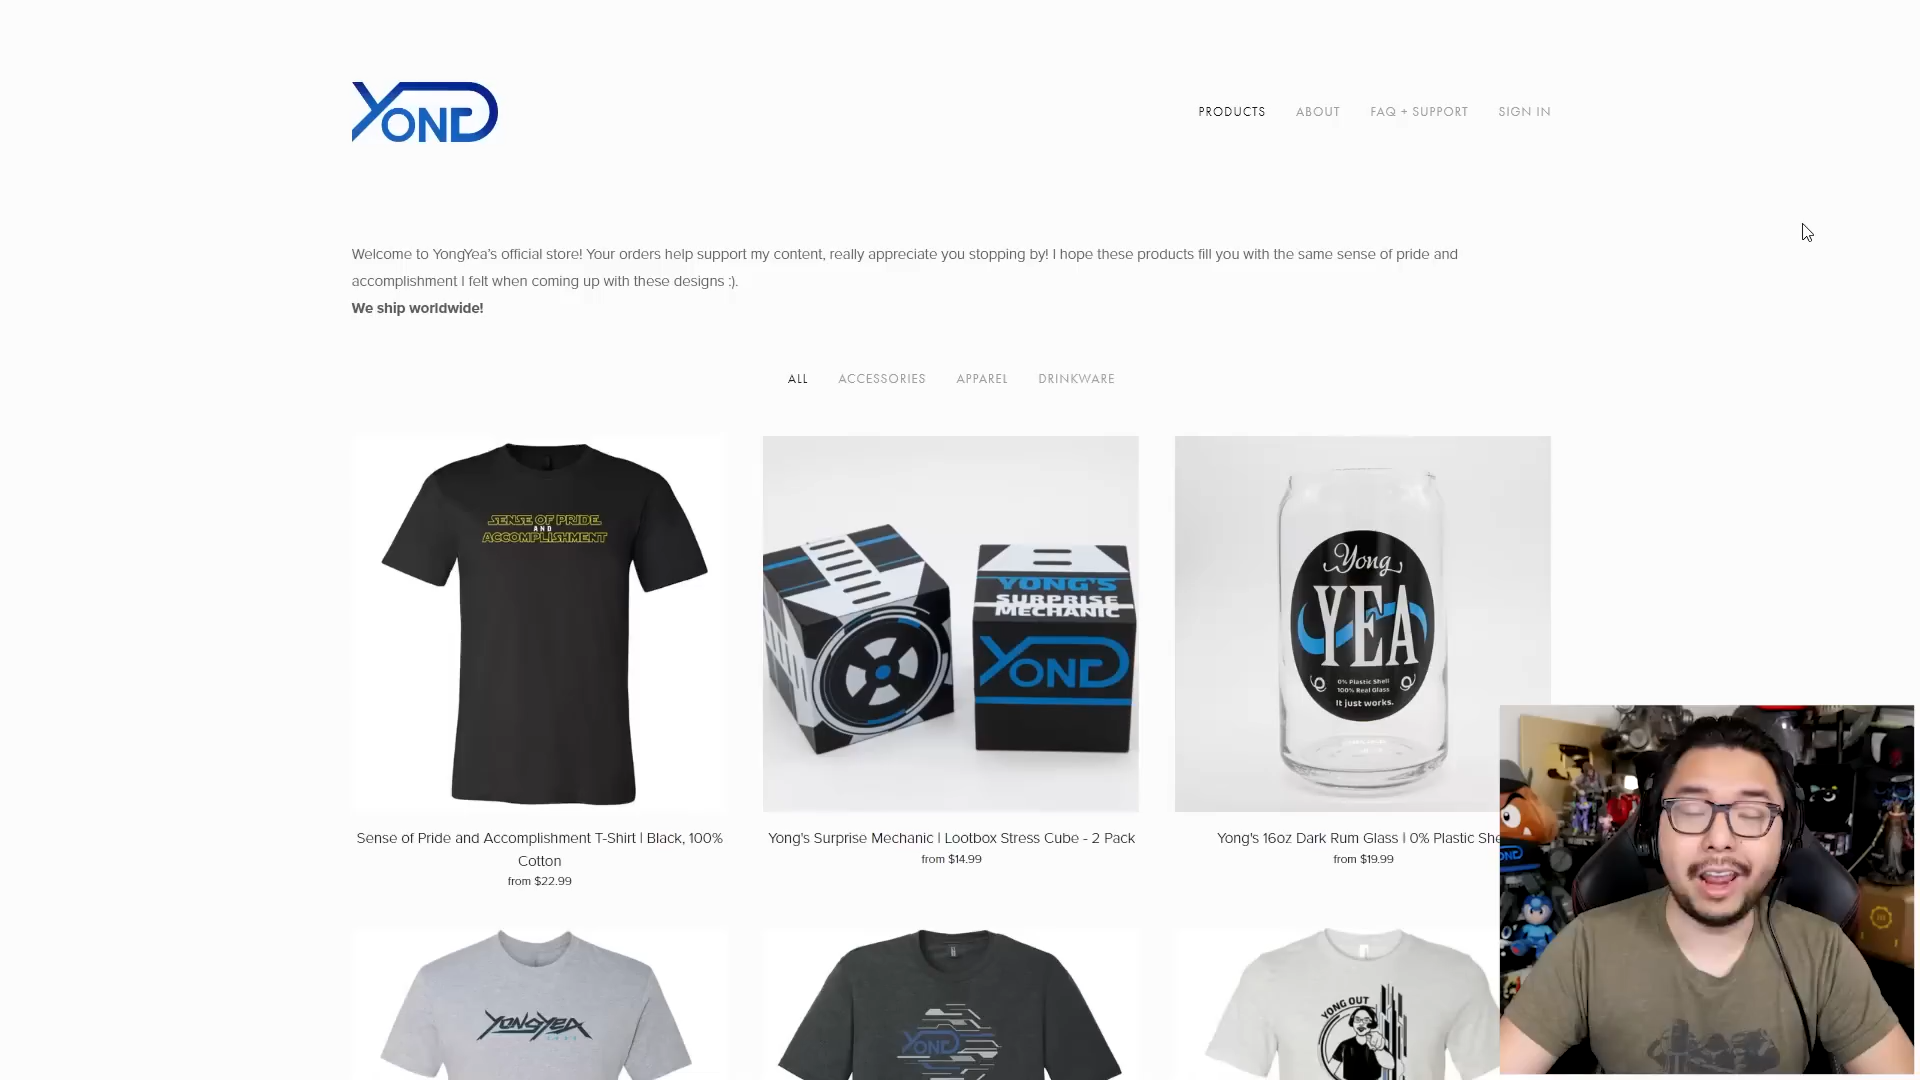 YONG
PRODUCTS
ABOUT
FAQ + SUPPORT
SIGN IN
Welcome to YongYea's official store! Your orders help support my content, really appreciate you stopping by! I hope these products fill you with the same sense of pride and
accomplishment I felt when coming up with these designs :).
We ship worldwide!
ALL
ACCESSORIES
APPAREL
DRINKWARE
SENSE OF PRIDE
AND
ACCOMPLISHMENT
YONG'S
SURPRISE
MECHANIC
YONG
Yong
YEA
0% Plastic Shell
100% Real Glass
It just works.
Sense of Pride and Accomplishment T-Shirt | Black, 100%
Cotton
from $22.99
Yong's Surprise Mechanic | Lootbox Stress Cube - 2 Pack
from $14.99
Yong's 16oz Dark Rum Glass | 0% Plastic She
from $19.99
YONGYEA
YONG
YONG OUT